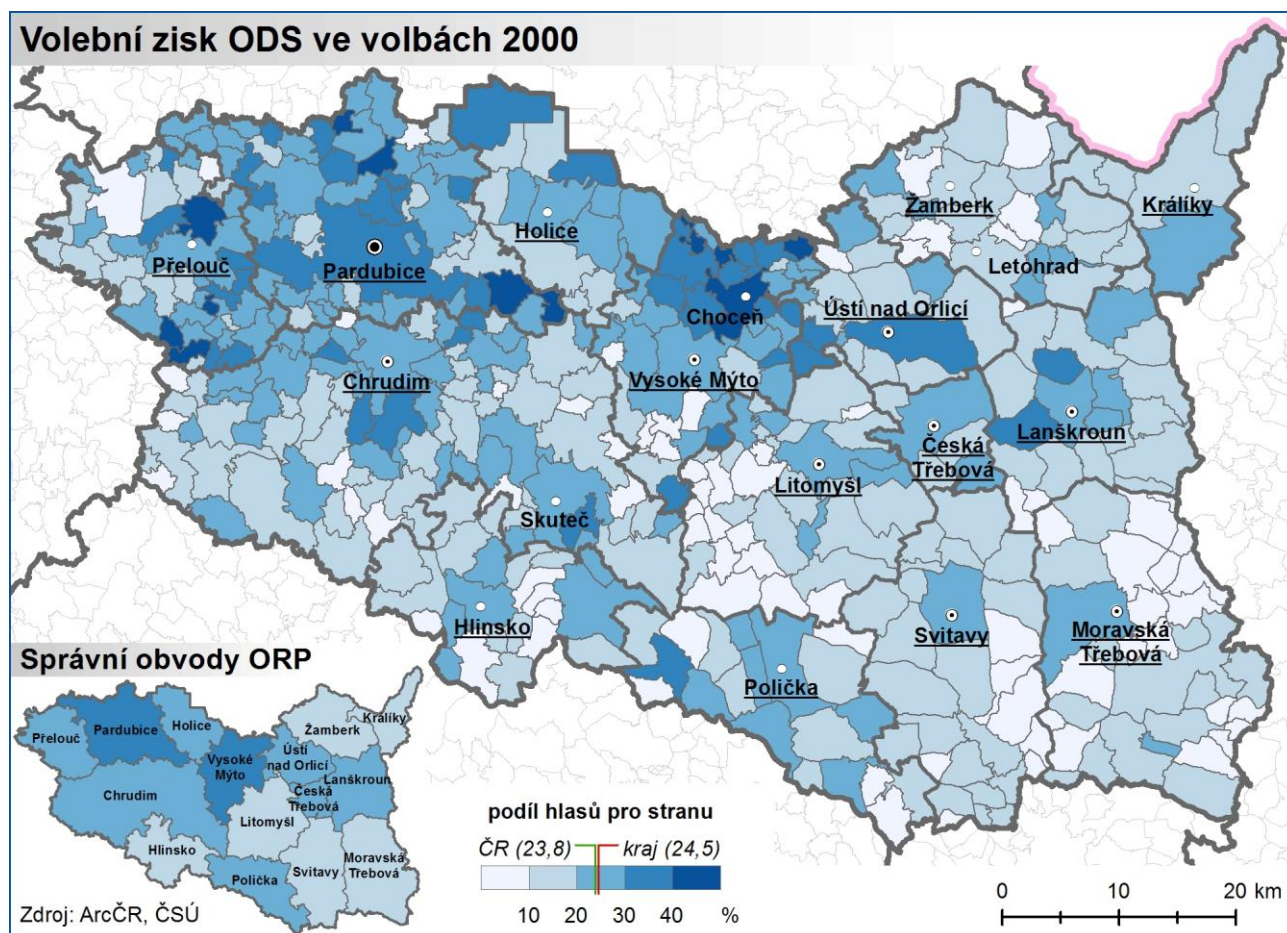 Volební zisk ODS ve volbách 2000
Žamberk
Králíky
Holice
Přelouč
Pardubice
Letohrad
Choceň
Ústí nad Orlicí
Chrudim
Vysoké Mýto
Česká
Třebová
Lanškroun
Litomyšl
Skuteč
Hlinsko
Svitavy
Moravská
Třebová
Polička
Správní obvody ORP
Přelouč
Pardubice
Holice
Žamberk
Králíky
Vysoké
Mýto
Ústí
nad Orlicí
Lanškroun
Chrudim
Česká
Třebová
Litomyšl
Hlinsko
Polička
Svitavy
Moravská
Třebová
Zdroj: ArcČR, ČSÚ
podíl hlasů pro stranu
ČR (23,8) kraj (24,5)
10 20 30 40 %
0 10 20 km